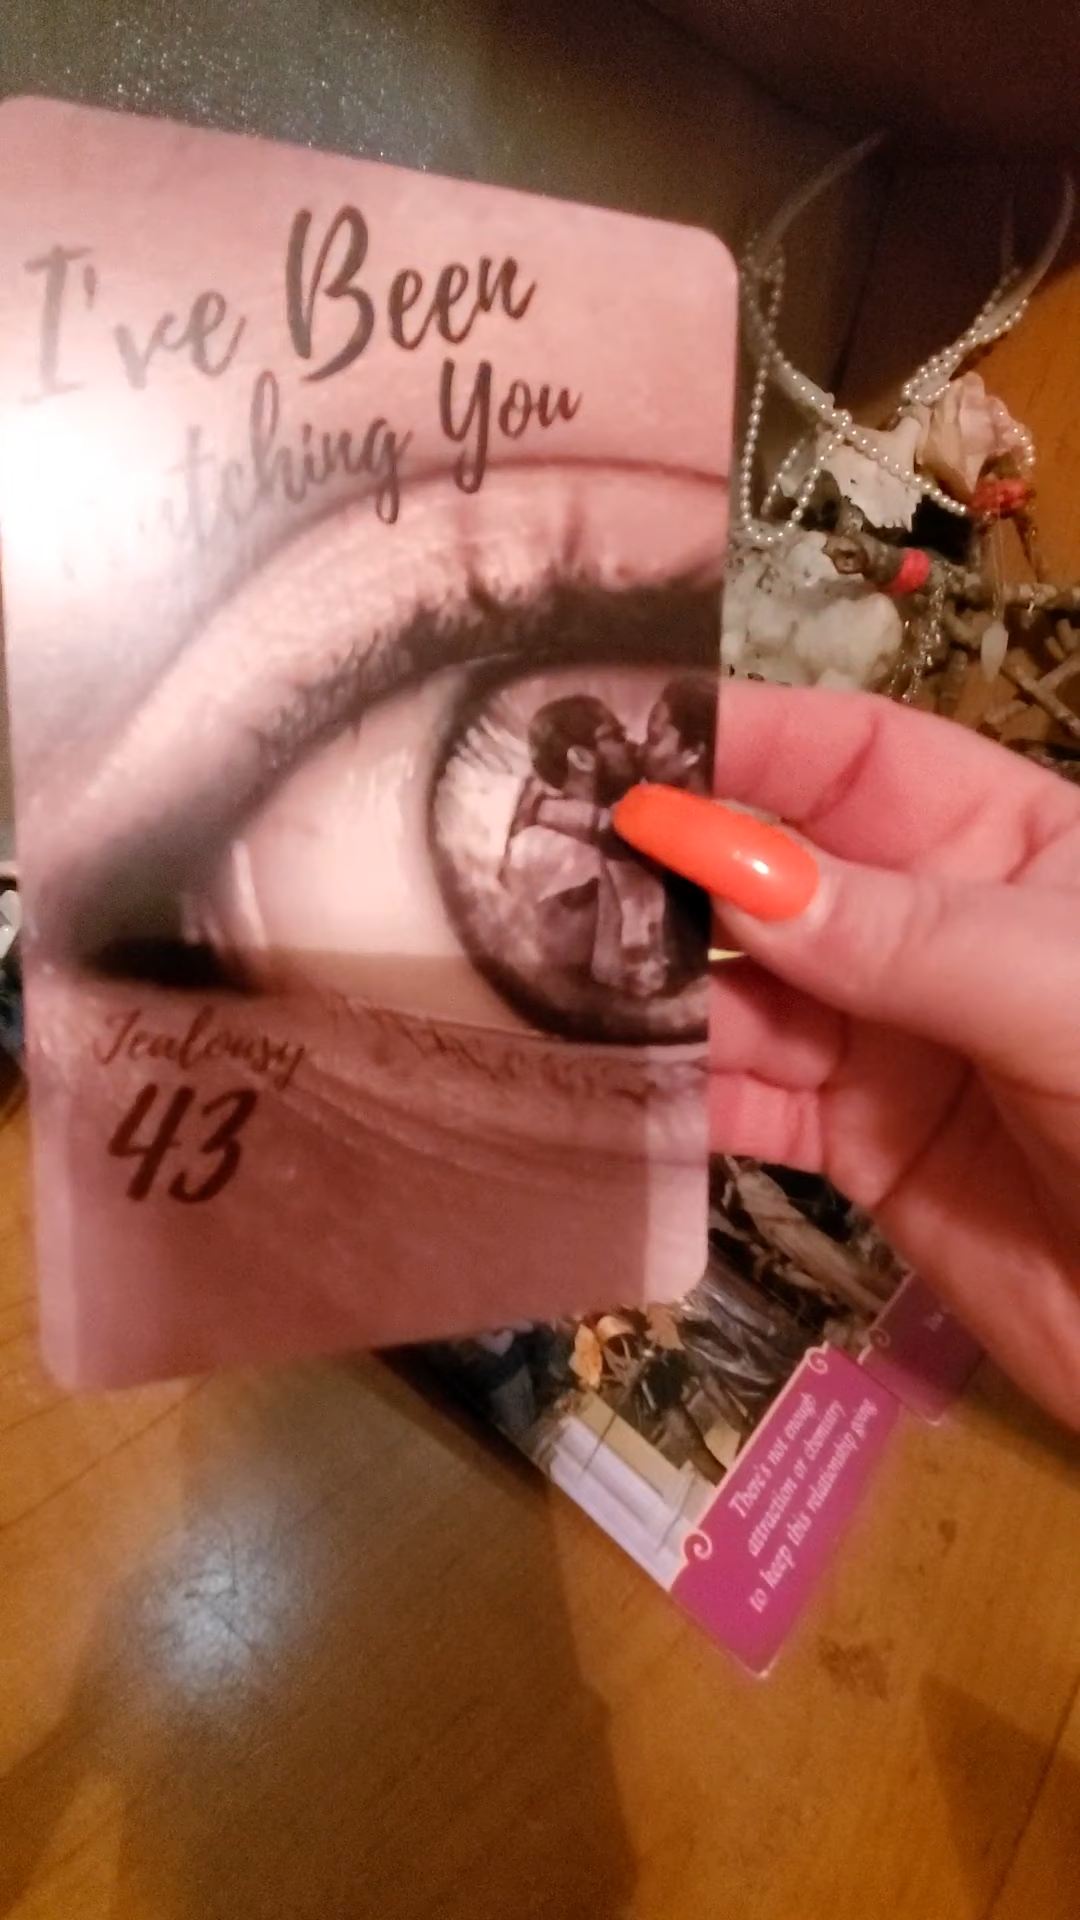 I've Been
Watching You
Jealousy
43
There's not enough
attraction or chemistry
to keep this relationship going